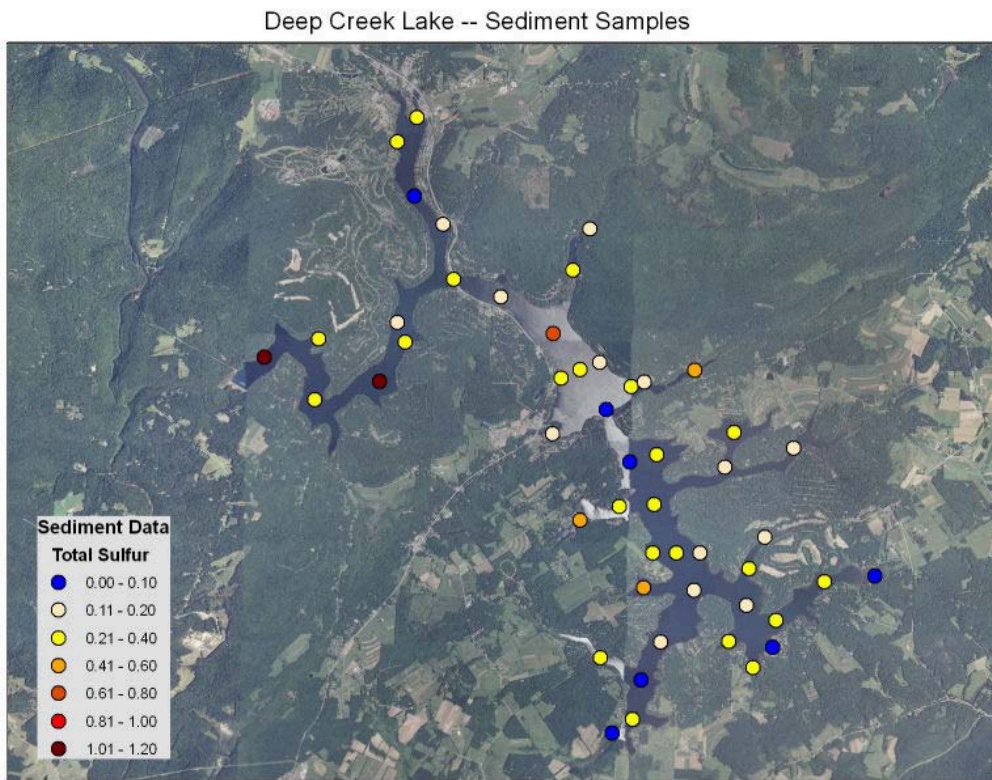 Deep Creek Lake -- Sediment Samples
Sediment Data
Total Sulfur
0.00 - 0.10
0.11 - 0.20
0.21 - 0.40
0.41 - 0.60
0.61 - 0.80
0.81 - 1.00
1.01 - 1.20